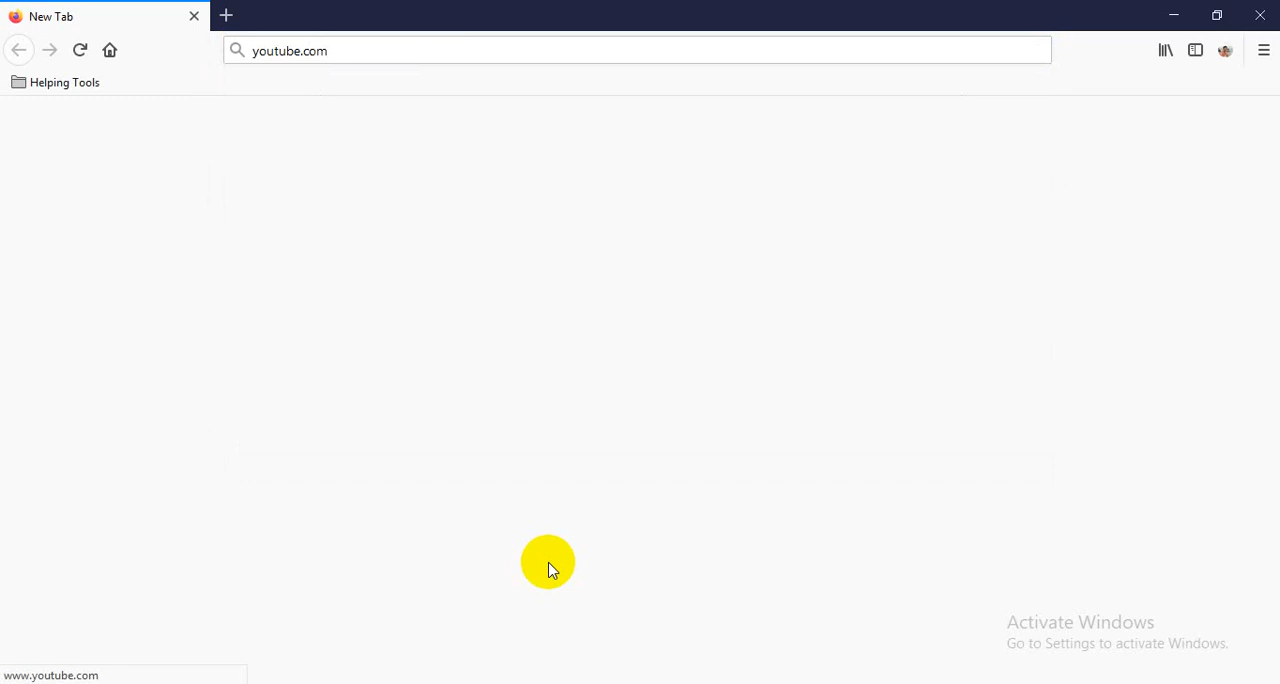 New Tab
youtube.com
Helping Tools
Activate Windows
Go to Settings to activate Windows.
www.youtube.com